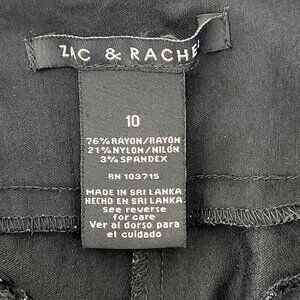 ZAC & RACHEL
10
76% RAYON/RAYÓN
21% NYLON/NILÓN
3% SPANDEX
RN 103715
MADE IN SRI LANKA
HECHO EN SRI LANKA
See reverse
for care
Ver al dorso para
el cuidado